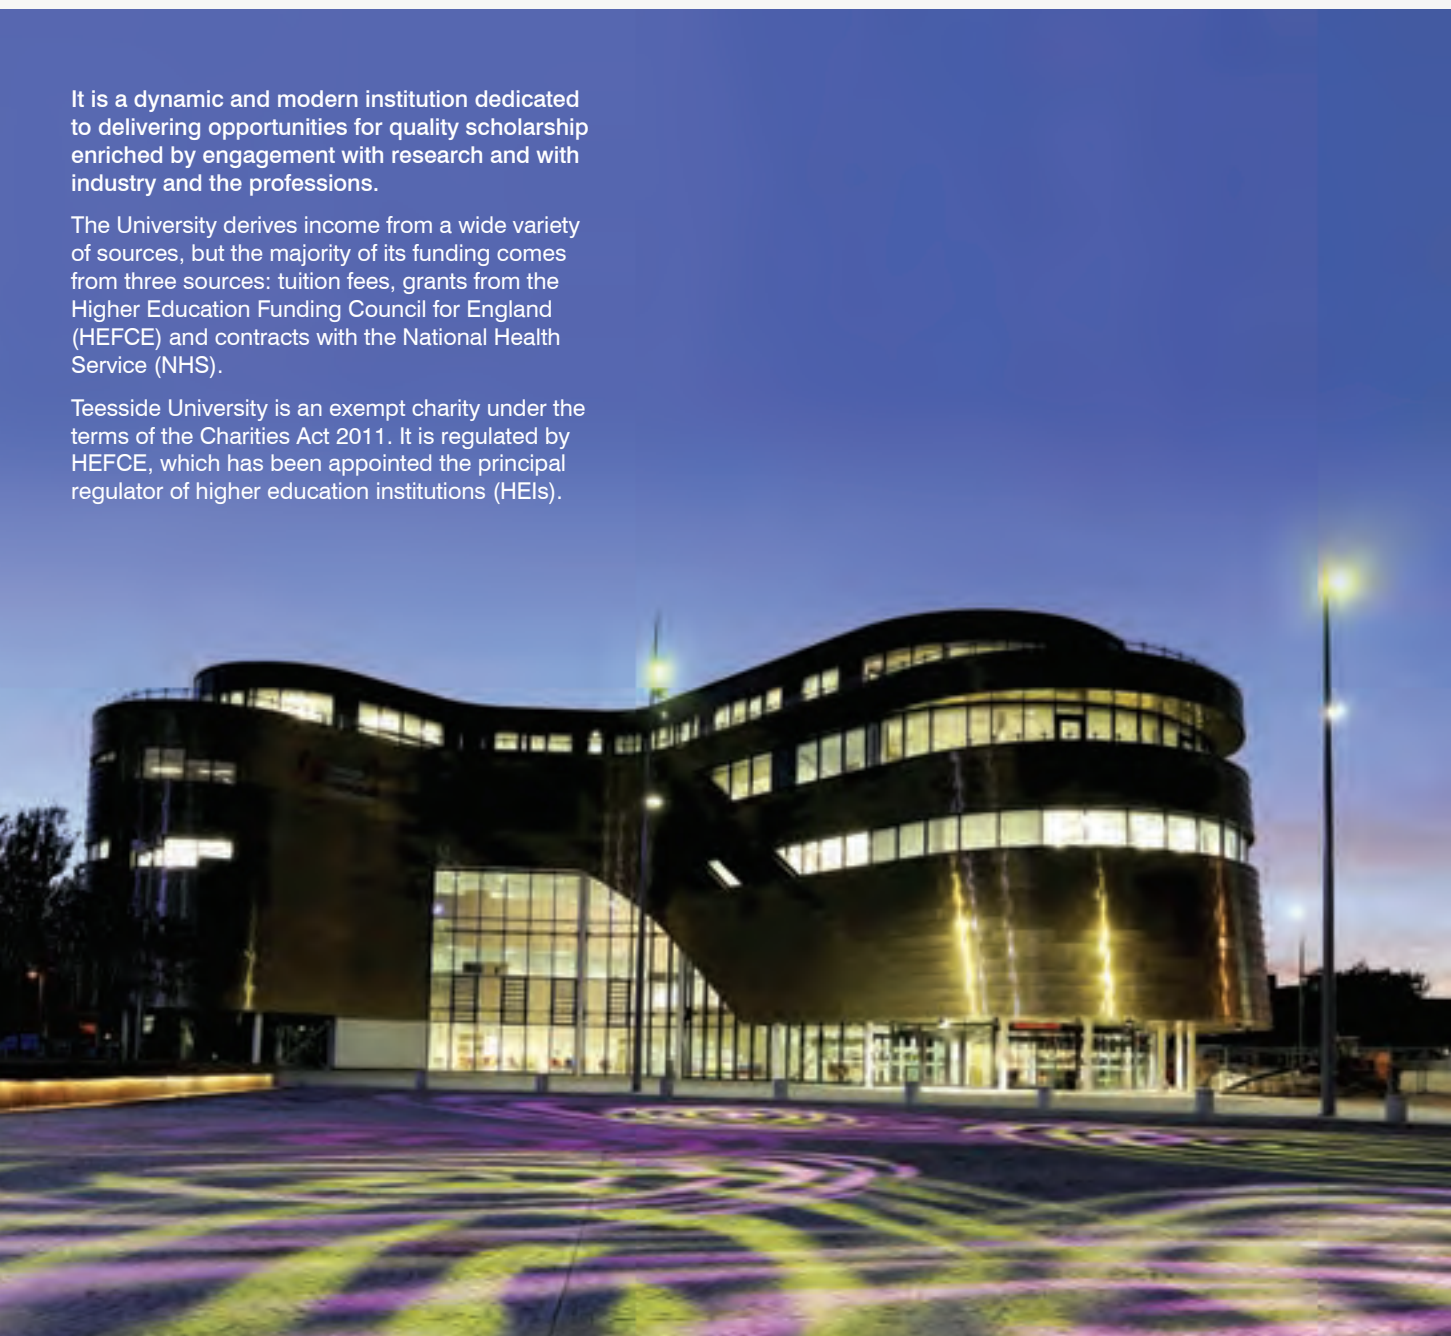 It is a dynamic and modern institution dedicated
to delivering opportunities for quality scholarship
enriched by engagement with research and with
industry and the professions.
The University derives income from a wide variety
of sources, but the majority of its funding comes
from three sources: tuition fees, grants from the
Higher Education Funding Council for England
(HEFCE) and contracts with the National Health
Service (NHS).
Teesside University is an exempt charity under the
terms of the Charities Act 2011. It is regulated by
HEFCE, which has been appointed the principal
regulator of higher education institutions (HEIs).